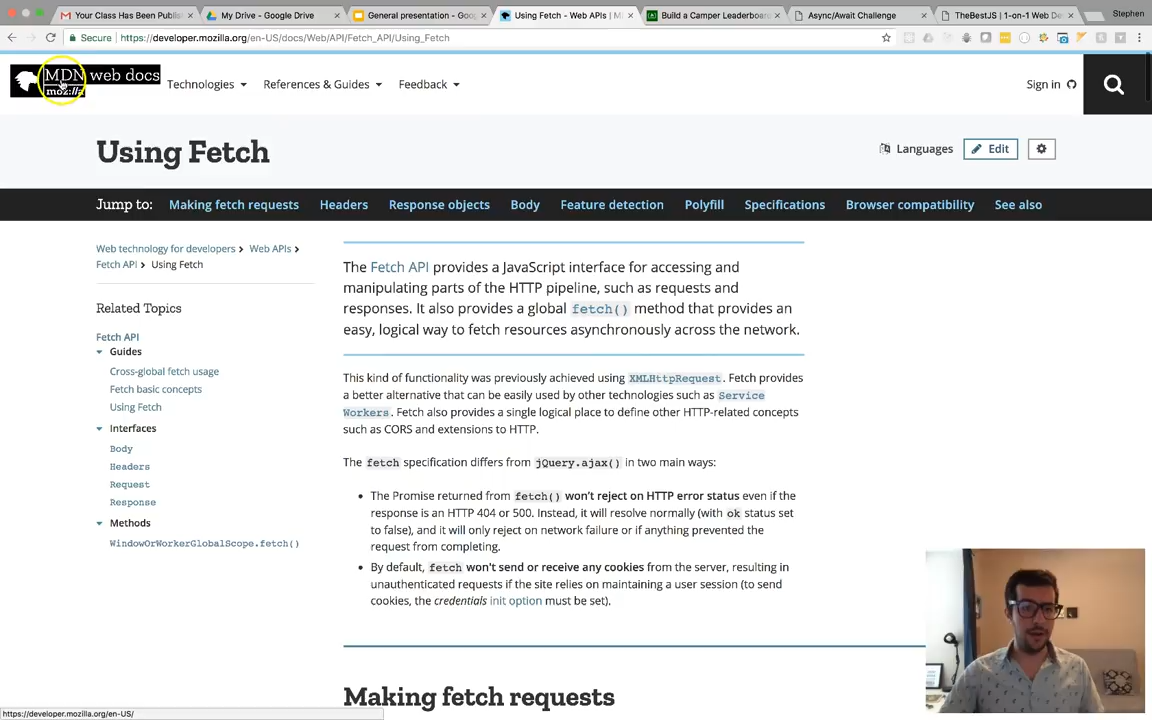 Your Class Has Been Publis
My Drive - Google Drive
General presentation - Goog
Using Fetch - Web APIs | M
Build a Camper Leaderboard
Async/Await Challenge
TheBestJS | 1-on-1 Web De
Stephen
Secure
https://developer.mozilla.org/en-US/docs/Web/API/Fetch_API/Using_Fetch
MDN web docs
moz://a
Technologies
References & Guides
Feedback
Sign in
Using Fetch
Languages
Edit
Jump to: Making fetch requests Headers Response objects Body Feature detection Polyfill Specifications Browser compatibility See also
Web technology for developers Web APIs
Fetch API Using Fetch
Related Topics
Fetch API
Guides
Cross-global fetch usage
Fetch basic concepts
Using Fetch
Interfaces
Body
Headers
Request
Response
Methods
WindowOrWorkerGlobalScope.fetch()
The Fetch API provides a JavaScript interface for accessing and
manipulating parts of the HTTP pipeline, such as requests and
responses. It also provides a global fetch() method that provides an
easy, logical way to fetch resources asynchronously across the network.
This kind of functionality was previously achieved using XMLHttpRequest. Fetch provides
a better alternative that can be easily used by other technologies such as Service
Workers. Fetch also provides a single logical place to define other HTTP-related concepts
such as CORS and extensions to HTTP.
The fetch specification differs from jQuery.ajax() in two main ways:
• The Promise returned from fetch() won't reject on HTTP error status even if the
response is an HTTP 404 or 500. Instead, it will resolve normally (with ok status set
to false), and it will only reject on network failure or if anything prevented the
request from completing.
• By default, fetch won't send or receive any cookies from the server, resulting in
unauthenticated requests if the site relies on maintaining a user session (to send
cookies, the credentials init option must be set).
Making fetch requests
https://developer.mozilla.org/en-US/